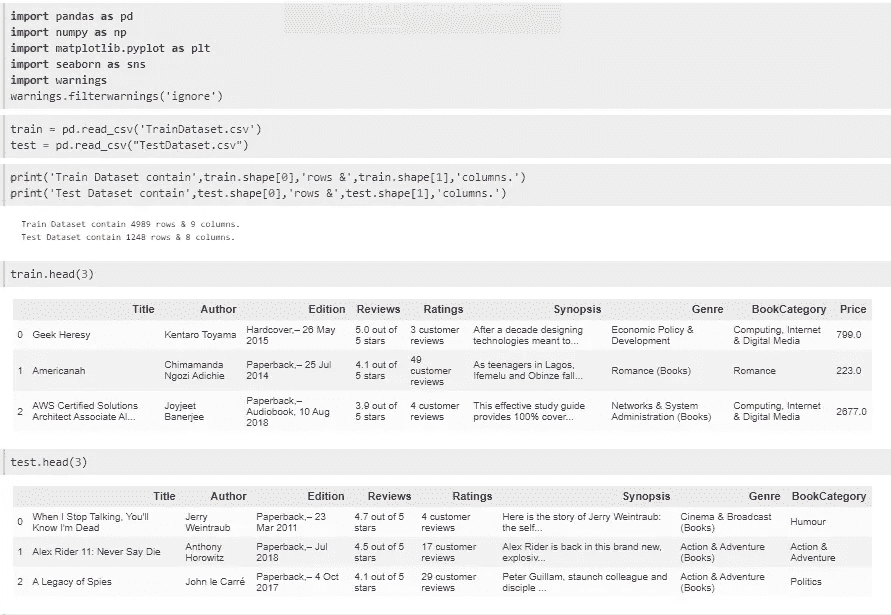 import pandas as pd
import numpy as np
import matplotlib.pyplot as plt
import seaborn as sns
import warnings
warnings.filterwarnings('ignore')
train = pd.read_csv('TrainDataset.csv')
test = pd.read_csv("TestDataset.csv")
print('Train Dataset contain',train.shape[0],'rows &',train.shape[1],'columns.')
print('Test Dataset contain',test.shape[0],'rows &',test.shape[1],'columns.')
Train Dataset contain 4989 rows & 9 columns.
Test Dataset contain 1248 rows & 8 columns.
train.head(3)
Title Author Edition Reviews Ratings Synopsis Genre BookCategory Price
0 Geek Heresy Kentaro Toyama Hardcover,– 26 May 2015 5.0 out of 5 stars 3 customer reviews After a decade designing technologies meant to... Economic Policy & Development Computing, Internet & Digital Media 799.0
1 Americanah Chimamanda Ngozi Adichie Paperback,– 25 Jul 2014 4.1 out of 5 stars 49 customer reviews As teenagers in Lagos, Ifemelu and Obinze fall... Romance (Books) Romance 223.0
2 AWS Certified Solutions Architect Associate Al... Joyjeet Banerjee Paperback,– Audiobook, 10 Aug 2018 3.9 out of 5 stars 4 customer reviews This effective study guide provides 100% cover... Networks & System Administration (Books) Computing, Internet & Digital Media 2677.0
test.head(3)
Title Author Edition Reviews Ratings Synopsis Genre BookCategory
0 When I Stop Talking, You'll Know I'm Dead Jerry Weintraub Paperback,– 23 Mar 2011 4.7 out of 5 stars 4 customer reviews Here is the story of Jerry Weintraub: the self... Cinema & Broadcast (Books) Humour
1 Alex Rider 11: Never Say Die Anthony Horowitz Paperback,– Jul 2018 4.5 out of 5 stars 17 customer reviews Alex Rider is back in this brand new, explosiv... Action & Adventure (Books) Action & Adventure
2 A Legacy of Spies John le Carré Paperback,– 4 Oct 2017 4.1 out of 5 stars 29 customer reviews Peter Guillam, staunch colleague and disciple ... Action & Adventure (Books) Politics